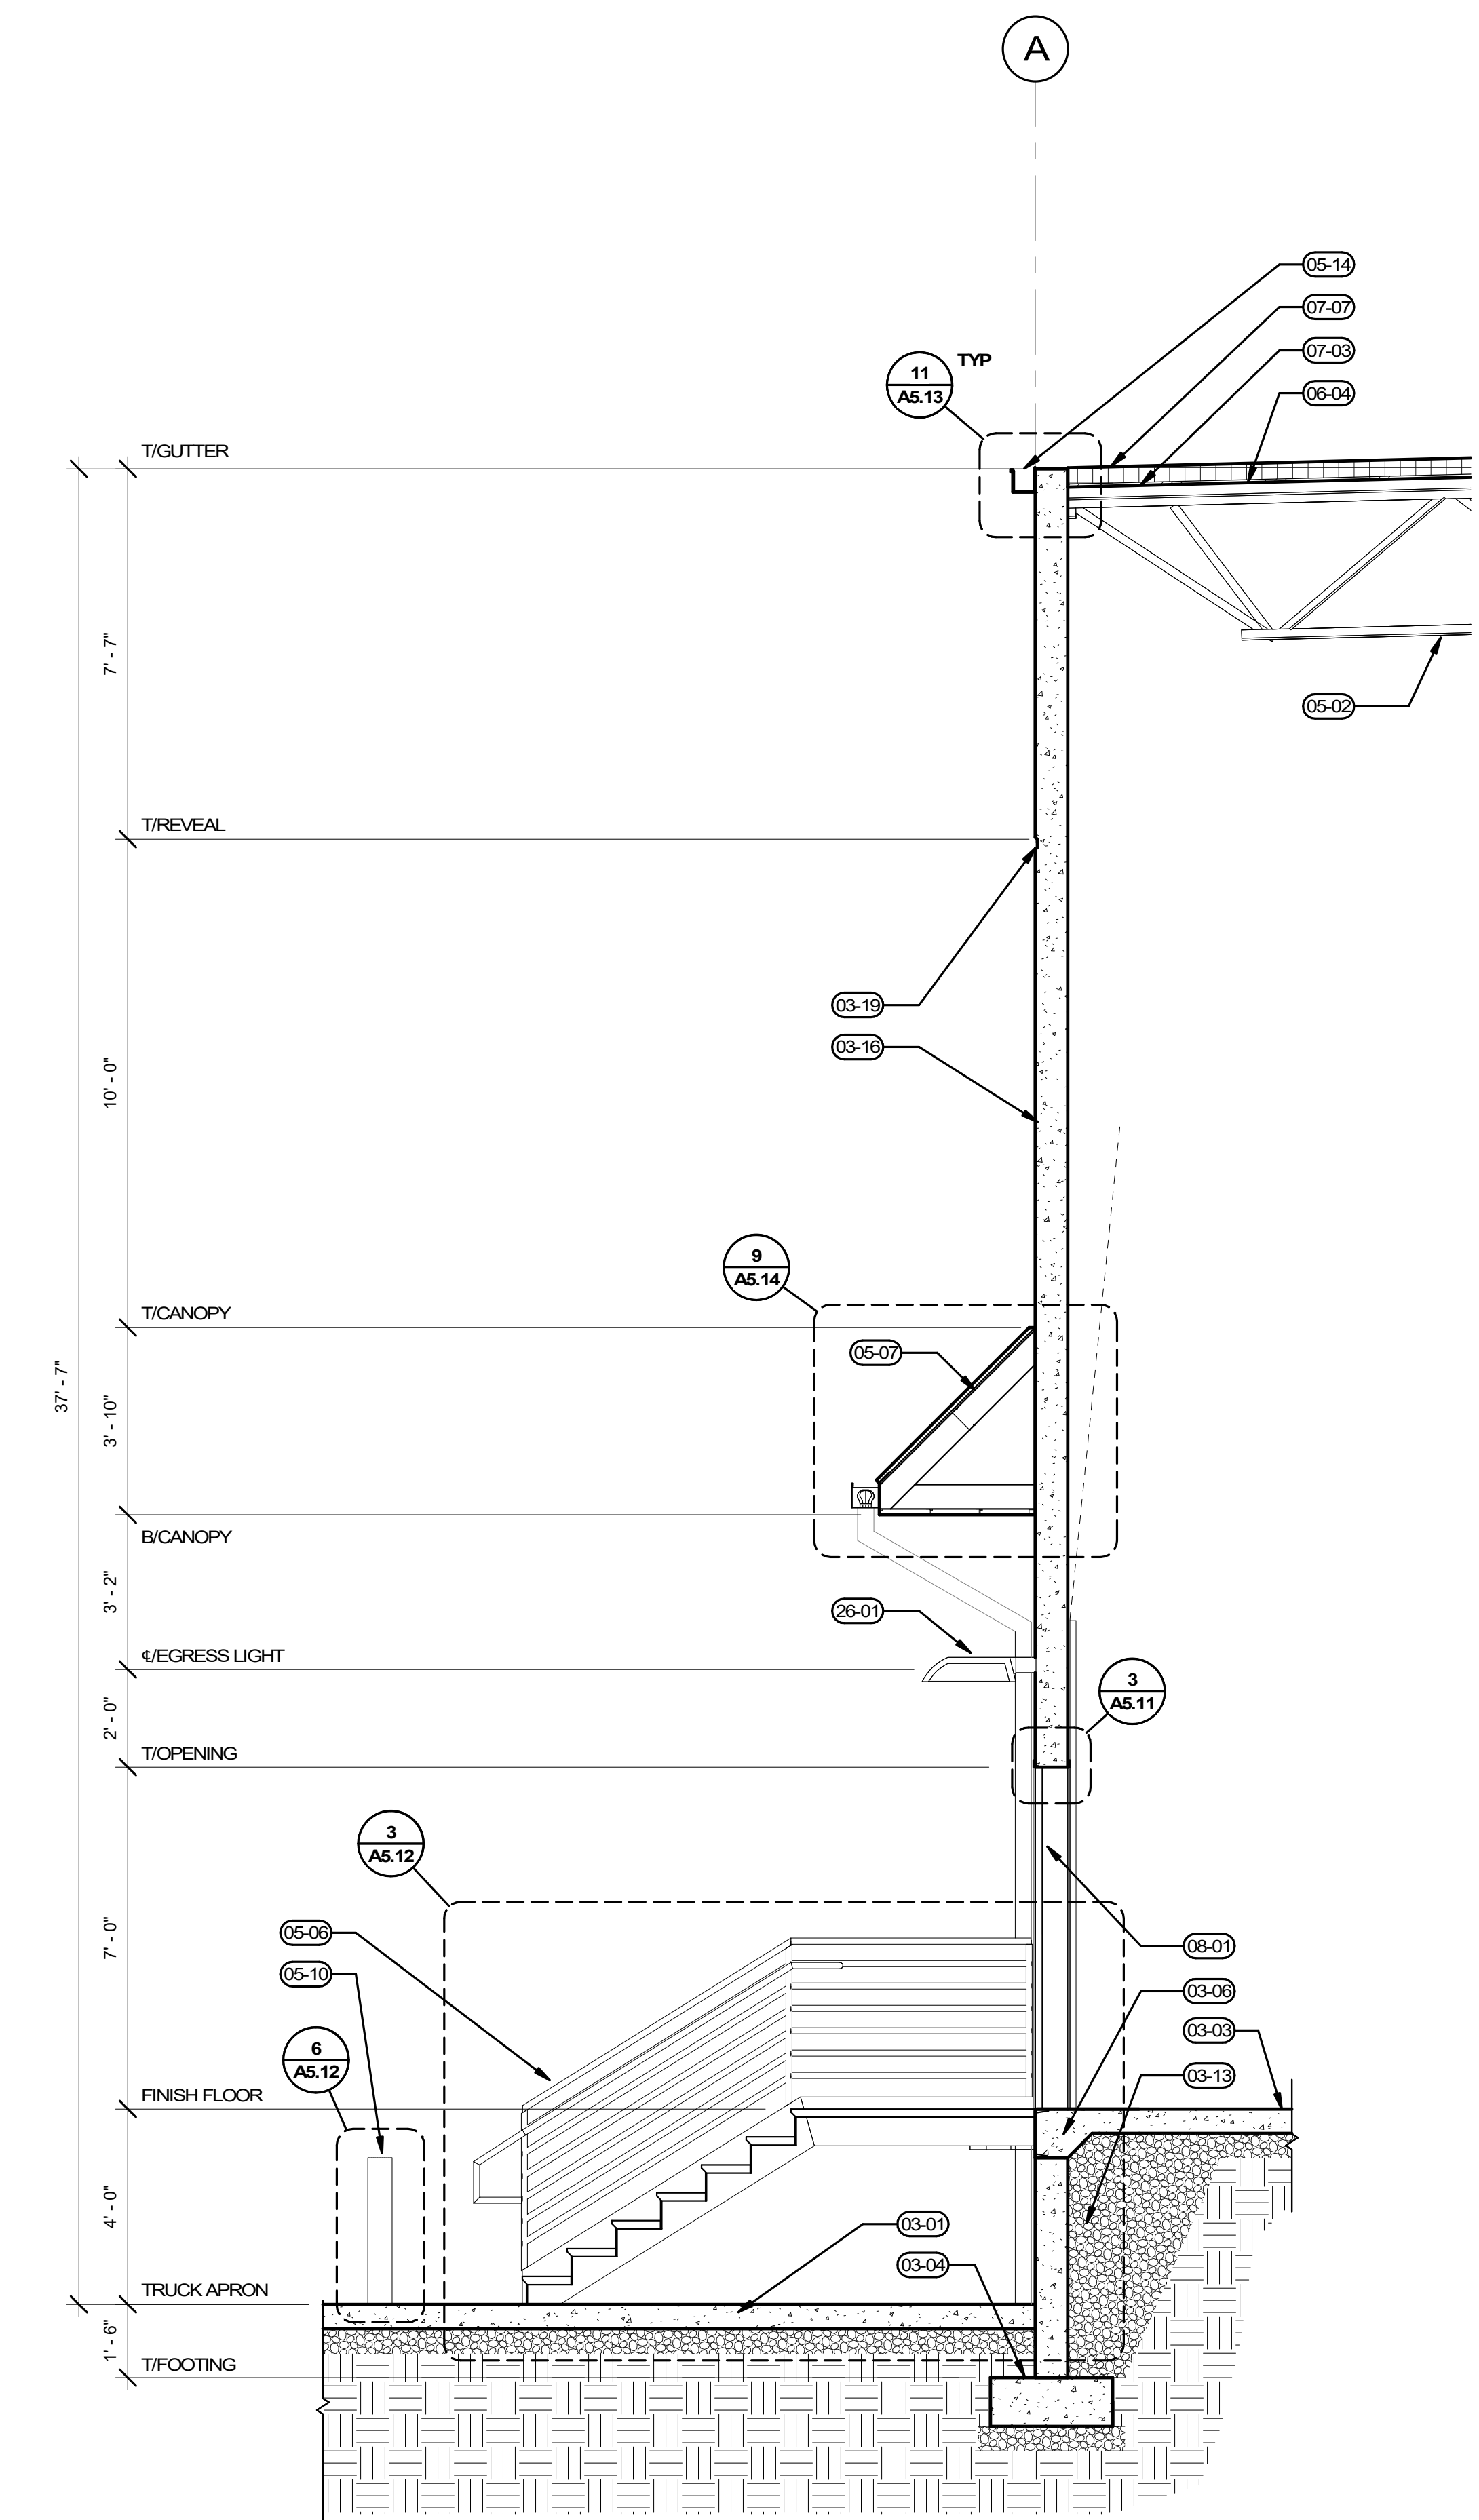 A
05-14
07-07
07-03
06-04
11
A5.13
TYP
T/GUTTER
7' - 7"
05-02
T/REVEAL
03-19
03-16
10' - 0"
9
A5.14
T/CANOPY
05-07
37' - 7"
3' - 10"
B/CANOPY
3' - 2"
26-01
℄/EGRESS LIGHT
3
A5.11
2' - 0"
T/OPENING
3
A5.12
7' - 0"
05-06
05-10
08-01
03-06
03-03
03-13
6
A5.12
FINISH FLOOR
4' - 0"
03-01
03-04
TRUCK APRON
1' - 6"
T/FOOTING